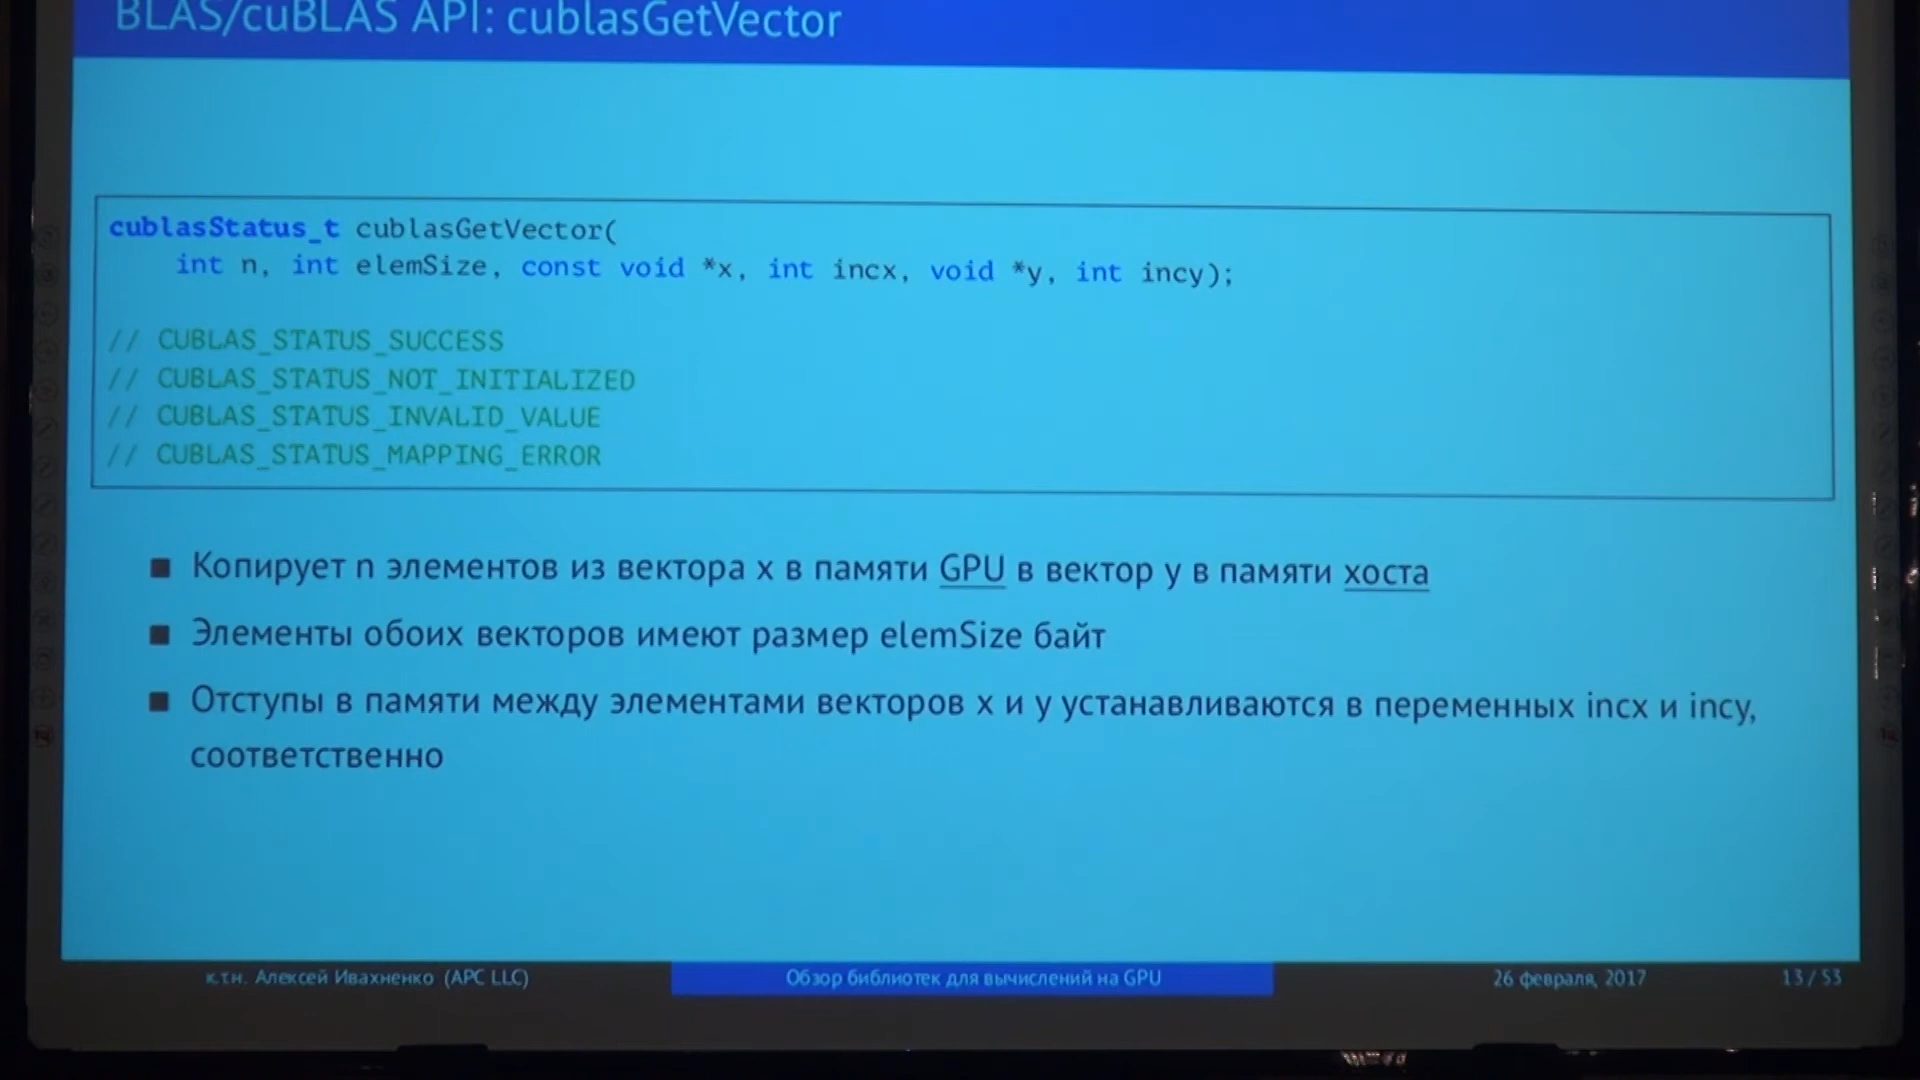 BLAS/cuBLAS API: cublasGetVector
cublasStatus_t cublasGetVector(
int n, int elemSize, const void *x, int incx, void *y, int incy);
// CUBLAS_STATUS_SUCCESS
// CUBLAS_STATUS_NOT_INITIALIZED
// CUBLAS_STATUS_INVALID_VALUE
// CUBLAS_STATUS_MAPPING_ERROR
Копирует n элементов из вектора x в памяти GPU в вектор y в памяти хоста
Элементы обоих векторов имеют размер elemSize байт
Отступы в памяти между элементами векторов x и y устанавливаются в переменных incx и incy,
соответственно
к.т.н. Алексей Ивахненко (APC LLC)
Обзор библиотек для вычислений на GPU
26 февраля, 2017
13 / 53